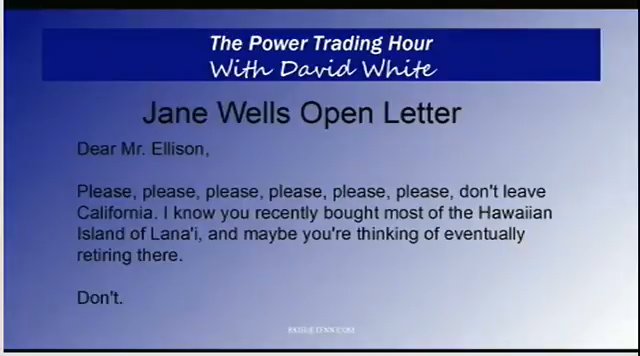 The Power Trading Hour
With David White
Jane Wells Open Letter
Dear Mr. Ellison,
Please, please, please, please, please, please, don't leave
California. I know you recently bought most of the Hawaiian
Island of Lana'i, and maybe you're thinking of eventually
retiring there.
Don't.